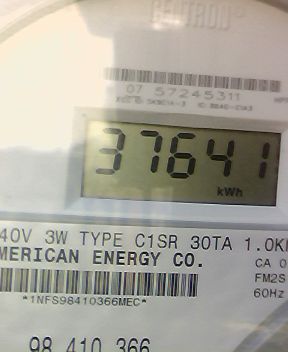 CENTRON®
07 57245311
37641
kWh
40V 3W TYPE C1SR 30TA 1.0K
MERICAN ENERGY CO.
CA 0
FM2S
60Hz
*1NFS98410366MEC*
98 410 366